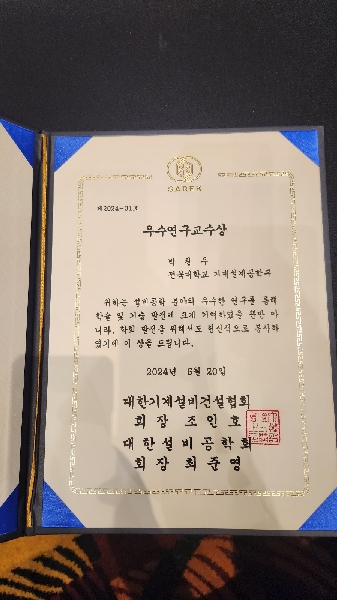 SAREK
제2024-01호
우수연구교수상
전북대학교 기계설계공학부
위하는 설비공학 분야의 우수한 연구를 통해
학술 및 기술 발전에 크게 기여하였을 뿐만 아
니라, 학회 발전을 위해서도 헌신적으로 봉사하
였기에 이 상을 드립니다.
2024년 6월 20일
대한기계설비건설협회
회장 조인호
대한설비공학회
회장 최준영